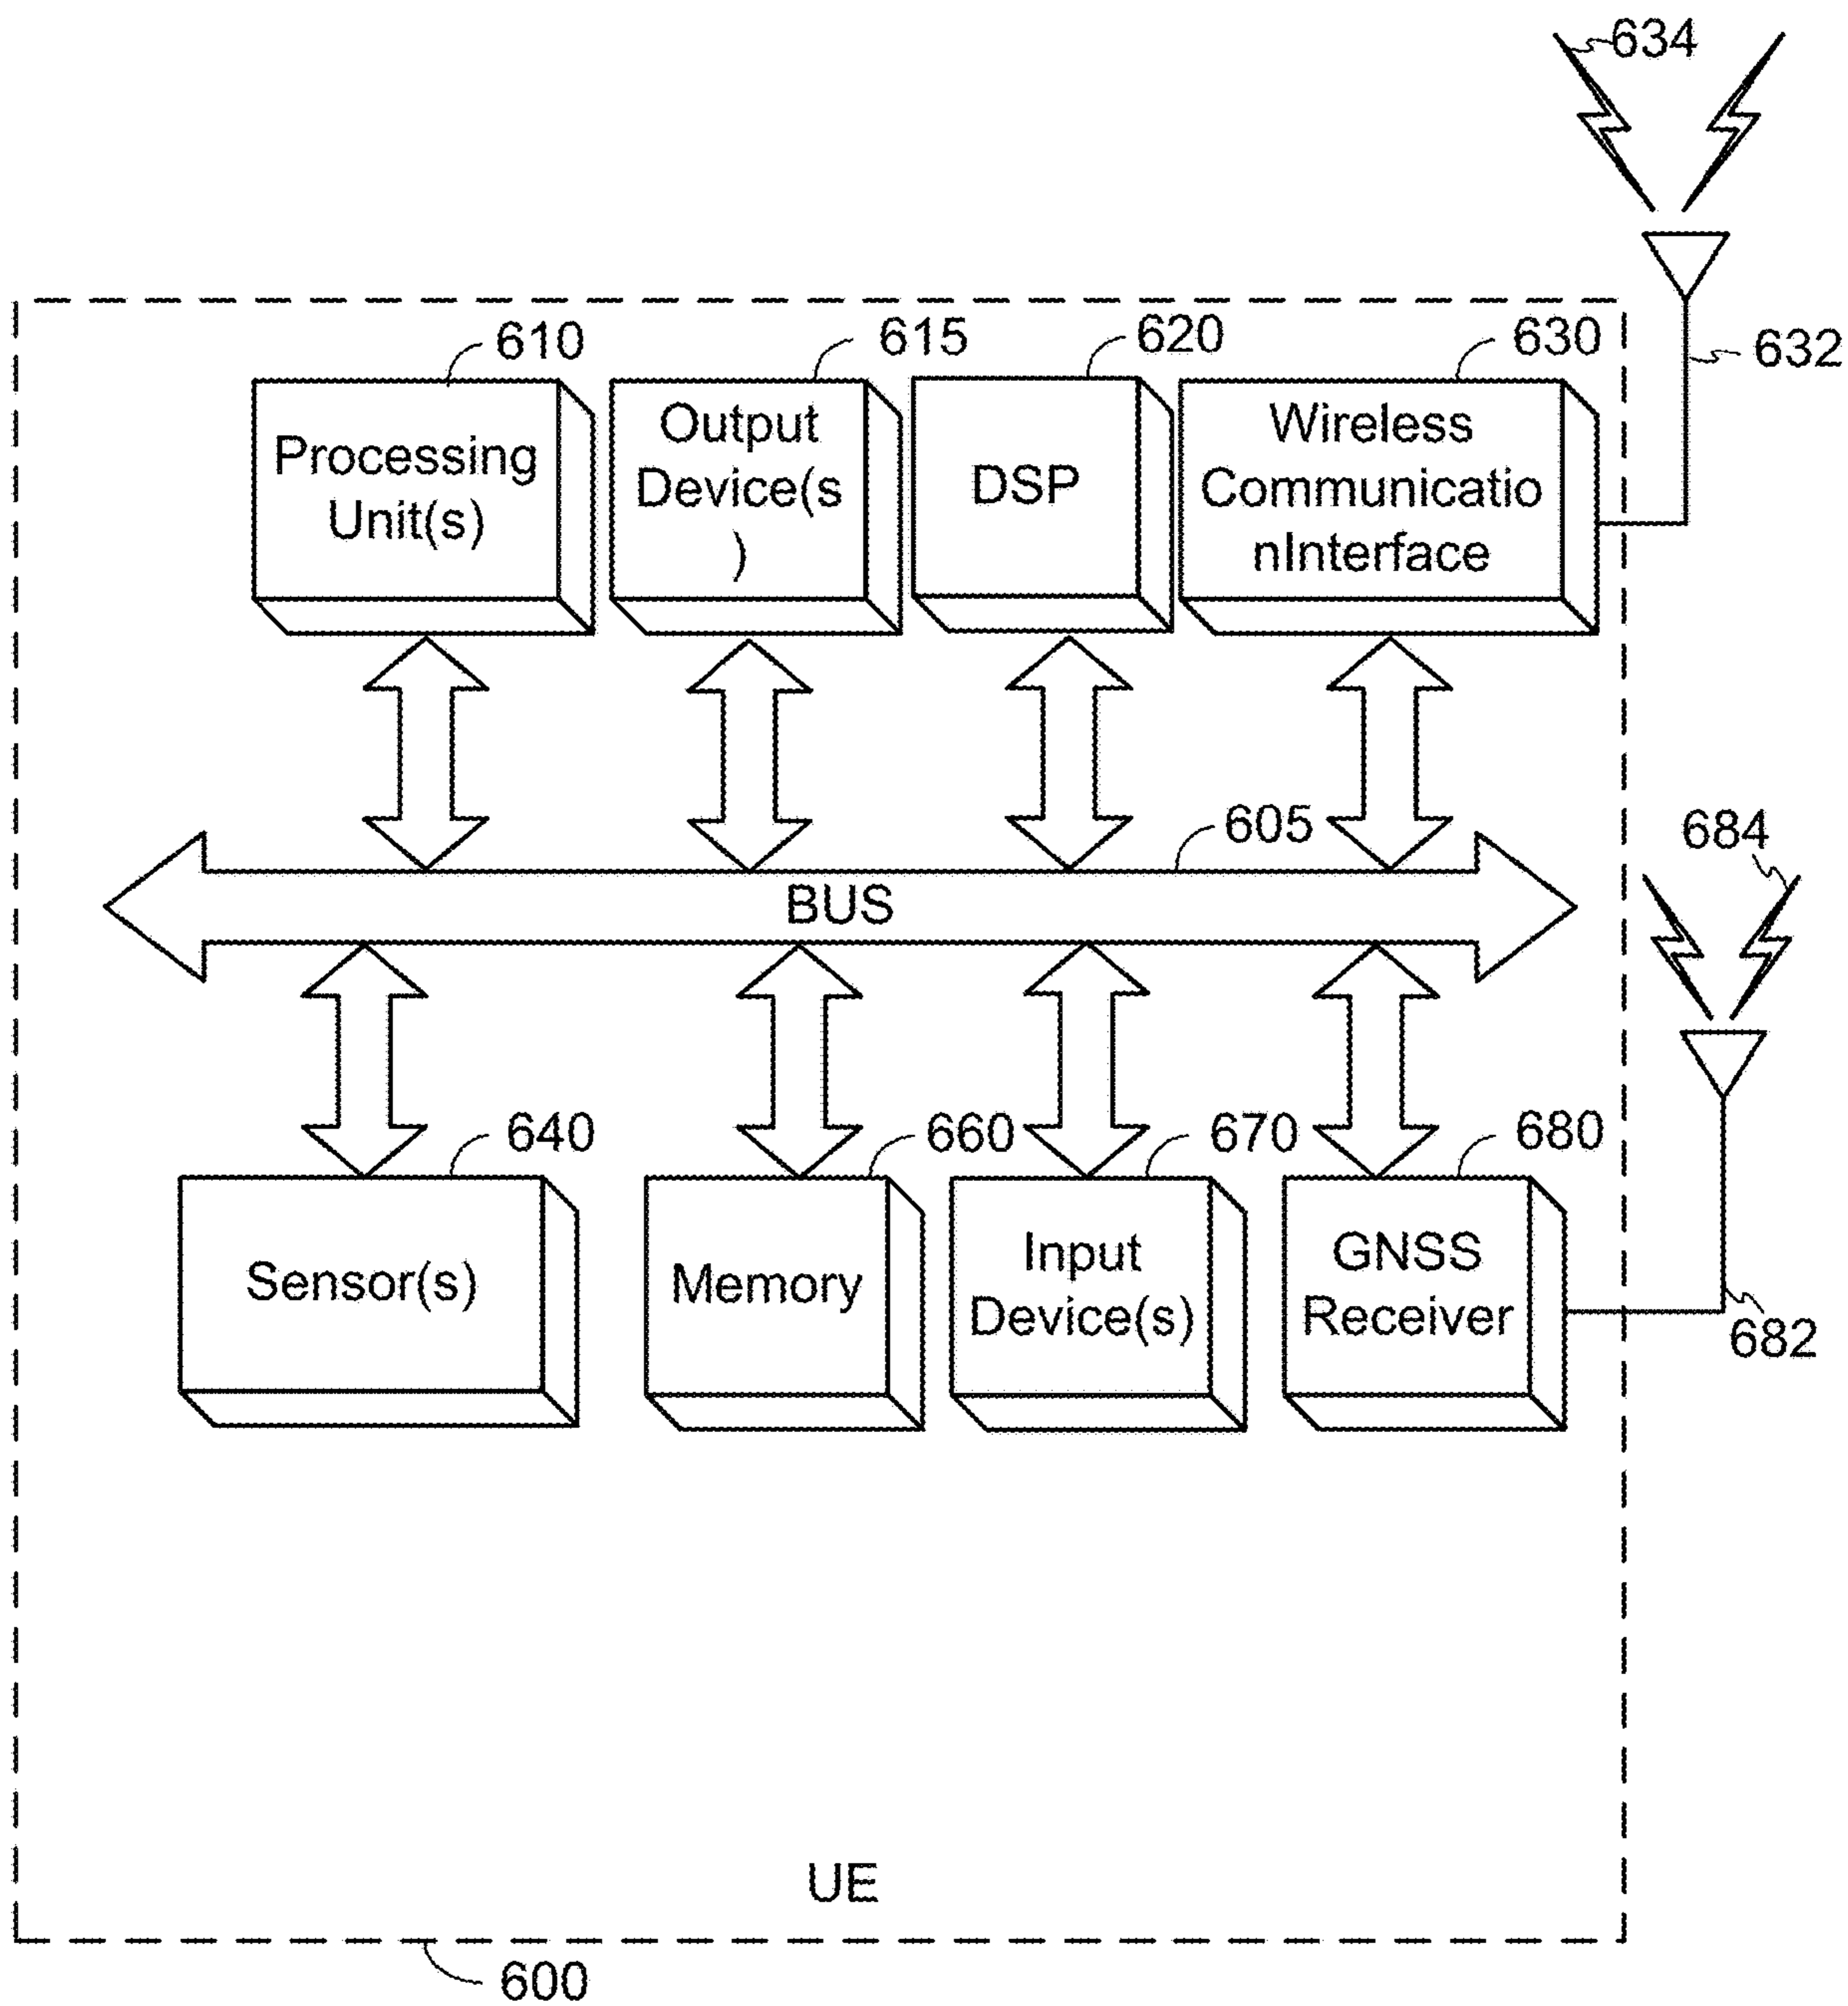 634
610
615
620
630
632
Processing
Unit(s)
Output
Device(s
)
DSP
Wireless
Communicatio
nInterface
605
684
BUS
640
660
670
680
Sensor(s)
Memory
Input
Device(s)
GNSS
Receiver
682
UE
600